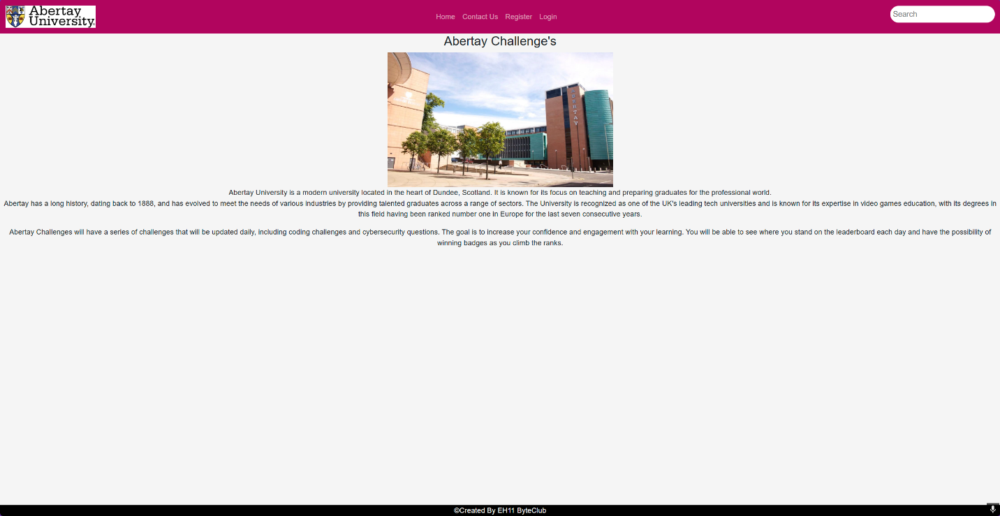 Abertay
University
Home Contact Us Register Login
Search
Abertay Challenge's
ABERTAY
Abertay University is a modern university located in the heart of Dundee, Scotland. It is known for its focus on teaching and preparing graduates for the professional world.
Abertay has a long history, dating back to 1888, and has evolved to meet the needs of various industries by providing talented graduates across a range of sectors. The University is recognized as one of the UK's leading tech universities and is known for its expertise in video games education, with its degrees in
this field having been ranked number one in Europe for the last seven consecutive years.
Abertay Challenges will have a series of challenges that will be updated daily, including coding challenges and cybersecurity questions. The goal is to increase your confidence and engagement with your learning. You will be able to see where you stand on the leaderboard each day and have the possibility of
winning badges as you climb the ranks.
©Created By EH11 ByteClub